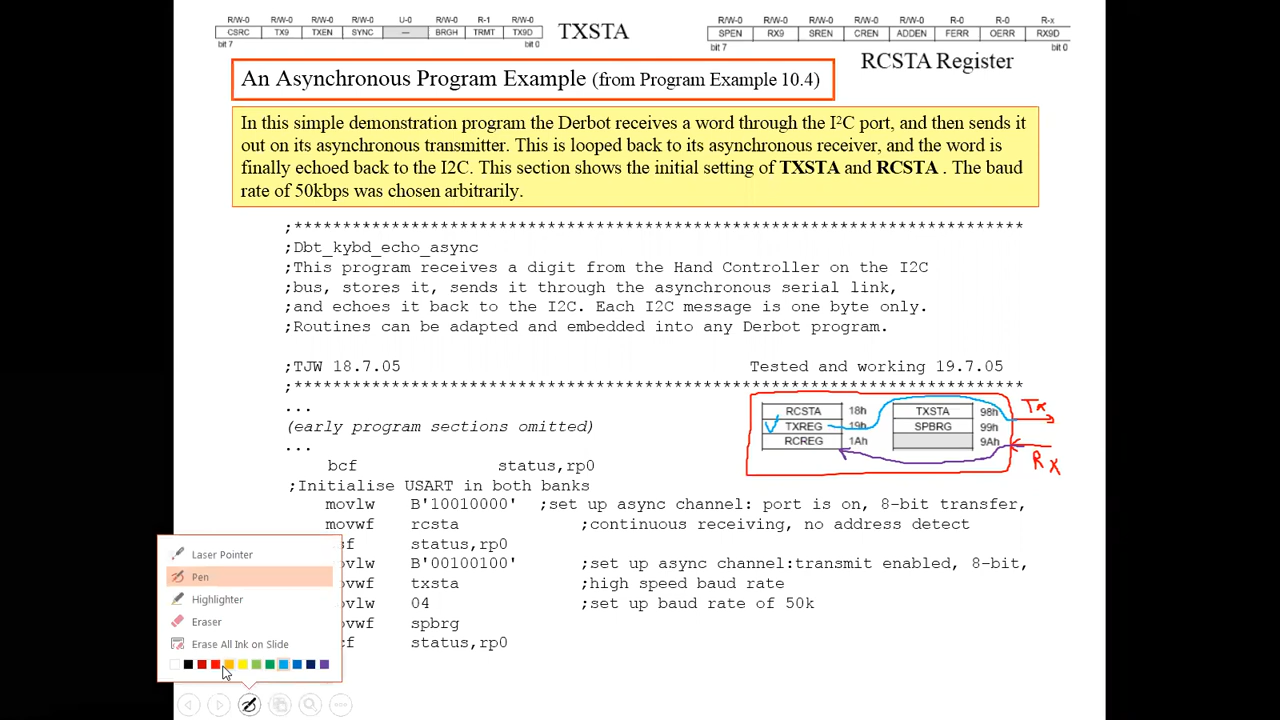 R/W-0 R/W-0 R/W-0 R/W-0 U-0 R/W-0 R-1 R/W-0
CSRC TX9 TXEN SYNC — BRGH TRMT TX9D
bit 7 bit 0
TXSTA
R/W-0 R/W-0 R/W-0 R/W-0 R/W-0 R-0 R-0 R-x
SPEN RX9 SREN CREN ADDEN FERR OERR RX9D
bit 7 bit 0
RCSTA Register
An Asynchronous Program Example (from Program Example 10.4)
In this simple demonstration program the Derbot receives a word through the I²C port, and then sends it
out on its asynchronous transmitter. This is looped back to its asynchronous receiver, and the word is
finally echoed back to the I2C. This section shows the initial setting of TXSTA and RCSTA . The baud
rate of 50kbps was chosen arbitrarily.
;***************************************************************************
;Dbt_kybd_echo_async
;This program receives a digit from the Hand Controller on the I2C
;bus, stores it, sends it through the asynchronous serial link,
;and echoes it back to the I2C. Each I2C message is one byte only.
;Routines can be adapted and embedded into any Derbot program.
;TJW 18.7.05 Tested and working 19.7.05
;***************************************************************************
...
(early program sections omitted)
...
RCSTA 18h TXSTA 98h Tx
TXREG 19h SPBRG 99h
RCREG 1Ah 9Ah RX
bcf status,rp0
;Initialise USART in both banks
movlw B'10010000' ;set up async channel: port is on, 8-bit transfer,
movwf rcsta ;continuous receiving, no address detect
sf status,rp0
ovlw B'00100100' ;set up async channel:transmit enabled, 8-bit,
ovwf txsta ;high speed baud rate
ovlw 04 ;set up baud rate of 50k
ovwf spbrg
cf status,rp0
Laser Pointer
Pen
Highlighter
Eraser
Erase All Ink on Slide